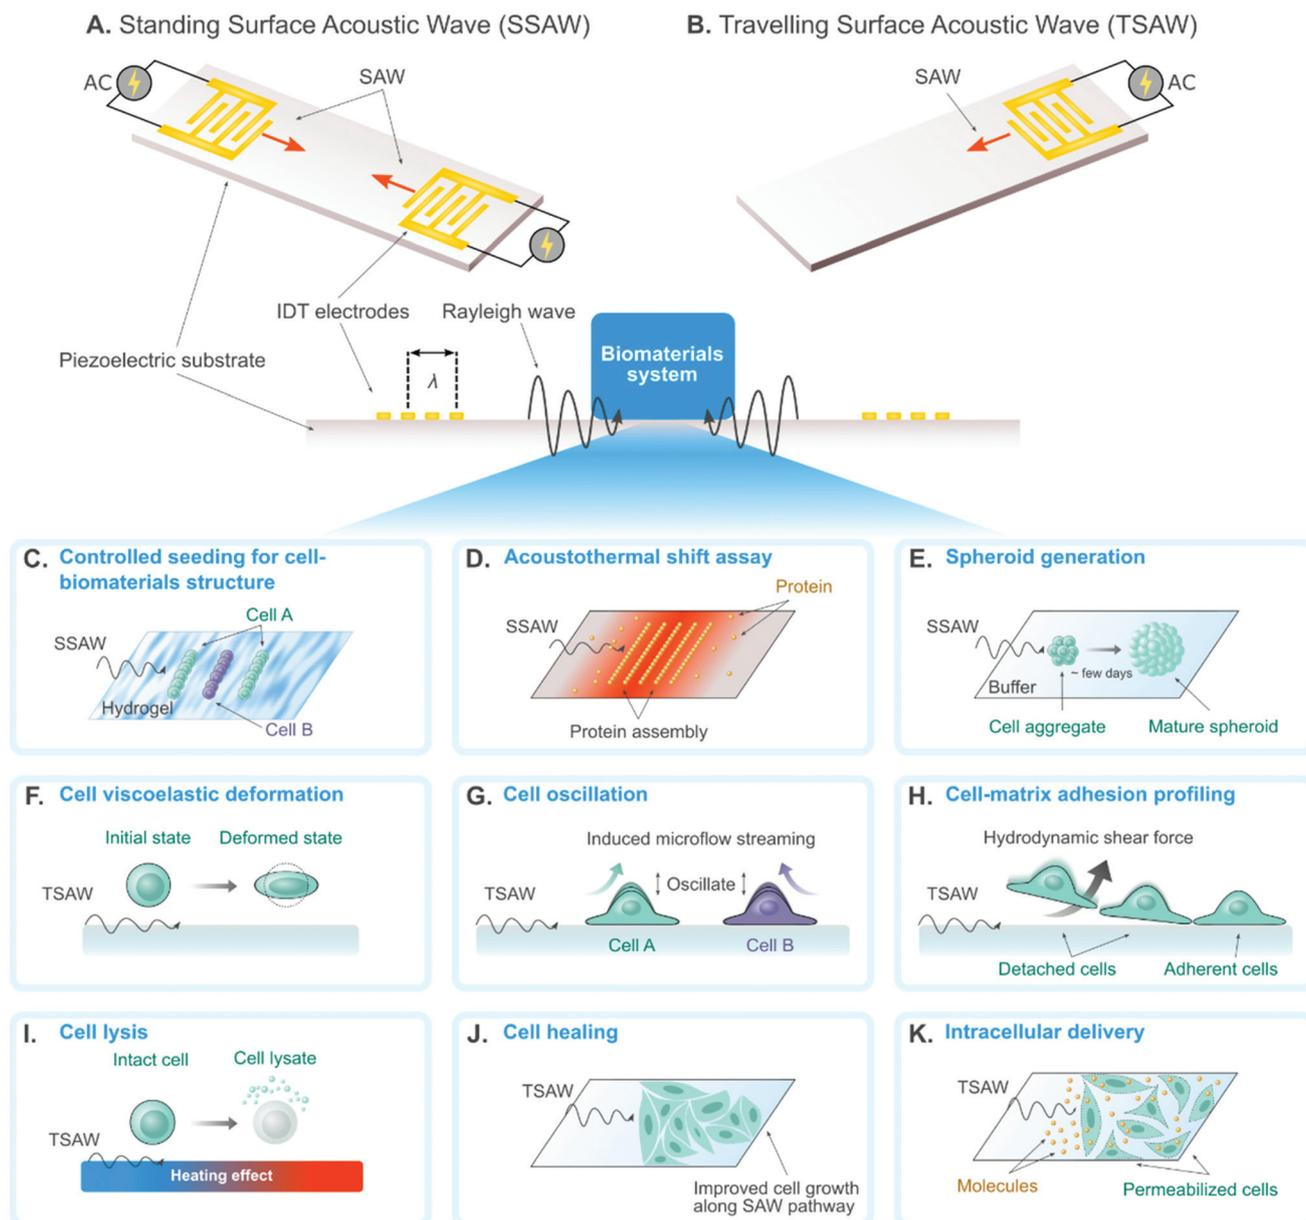 A. Standing Surface Acoustic Wave (SSAW)
B. Travelling Surface Acoustic Wave (TSAW)
AC
SAW
SAW
AC
IDT electrodes
Rayleigh wave
Piezoelectric substrate
λ
Biomaterials
system
C. Controlled seeding for cell-
biomaterials structure
Cell A
SSAW
Hydrogel
Cell B
D. Acoustothermal shift assay
Protein
SSAW
Protein assembly
E. Spheroid generation
SSAW
Buffer
~ few days
Cell aggregate
Mature spheroid
F. Cell viscoelastic deformation
Initial state
Deformed state
TSAW
G. Cell oscillation
Induced microflow streaming
TSAW
Oscillate
Cell A
Cell B
H. Cell-matrix adhesion profiling
Hydrodynamic shear force
TSAW
Detached cells
Adherent cells
I. Cell lysis
Intact cell
Cell lysate
TSAW
Heating effect
J. Cell healing
TSAW
Improved cell growth
along SAW pathway
K. Intracellular delivery
TSAW
Molecules
Permeabilized cells